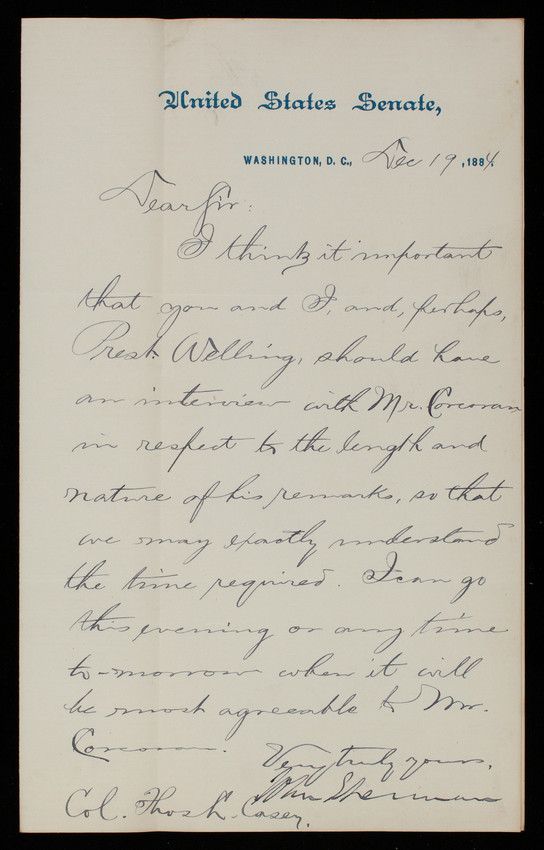 United States Senate,
WASHINGTON, D. C., Dec 19, 1884.
Dear Sir:
I think it important
that you and I, and, perhaps,
Prest Welling, should have
an interview with Mr. Corcoran
in respect to the length and
nature of his remarks, so that
we may exactly understand
the time required. I can go
this evening or any time
to-morrow when it will
be most agreeable to Mr.
Corcoran.
Very truly yours,
John Sherman
Col. Thos L. Casey.